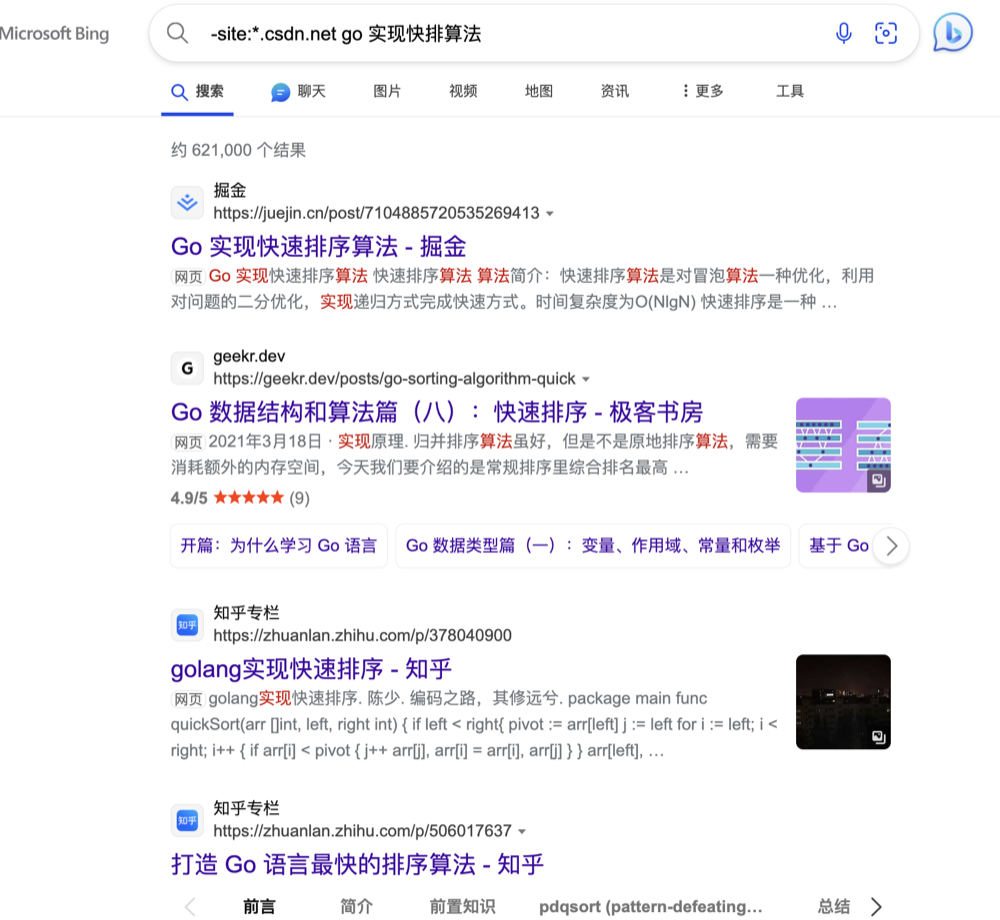 Microsoft Bing
-site:*.csdn.net go 实现快排算法
搜索 聊天 图片 视频 地图 资讯 更多 工具
约 621,000 个结果
掘金
https://juejin.cn/post/7104885720535269413
Go 实现快速排序算法 - 掘金
网页 Go 实现快速排序算法 快速排序算法 算法简介：快速排序算法是对冒泡算法一种优化，利用
对问题的二分优化，实现递归方式完成快速方式。时间复杂度为O(NlgN) 快速排序是一种 …
G
geekr.dev
https://geekr.dev/posts/go-sorting-algorithm-quick
Go 数据结构和算法篇（八）：快速排序 - 极客书房
网页 2021年3月18日 · 实现原理. 归并排序算法虽好，但是不是原地排序算法，需要
消耗额外的内存空间，今天我们要介绍的是常规排序里综合排名最高 …
4.9/5 ★★★★★ (9)
开篇：为什么学习 Go 语言 Go 数据类型篇（一）：变量、作用域、常量和枚举 基于 Go
知乎
知乎专栏
https://zhuanlan.zhihu.com/p/378040900
golang实现快速排序 - 知乎
网页 golang实现快速排序. 陈少. 编码之路，其修远兮. package main func
quickSort(arr []int, left, right int) { if left < right{ pivot := arr[left] j := left for i := left; i <
right; i++ { if arr[i] < pivot { j++ arr[j], arr[i] = arr[i], arr[j] } } arr[left], …
知乎
知乎专栏
https://zhuanlan.zhihu.com/p/506017637
打造 Go 语言最快的排序算法 - 知乎
前言 简介 前置知识 pdqsort (pattern-defeating… 总结